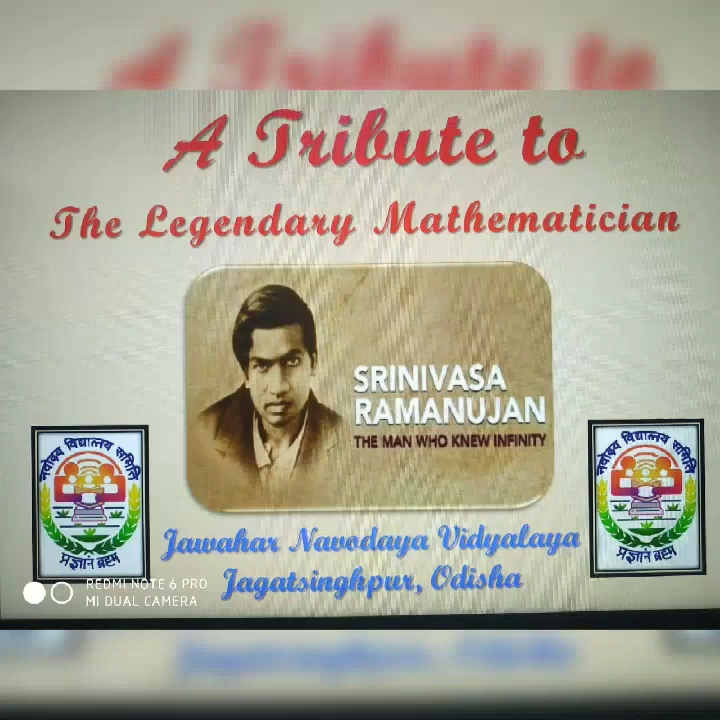 A Tribute to
The Legendary Mathematician
SRINIVASA
RAMANUJAN
THE MAN WHO KNEW INFINITY
नवोदय विद्यालय समिति
प्रज्ञानं ब्रह्म
नवोदय विद्यालय समिति
प्रज्ञानं ब्रह्म
Jawahar Navodaya Vidyalaya
Jagatsinghpur, Odisha
REDMI NOTE 6 PRO
MI DUAL CAMERA